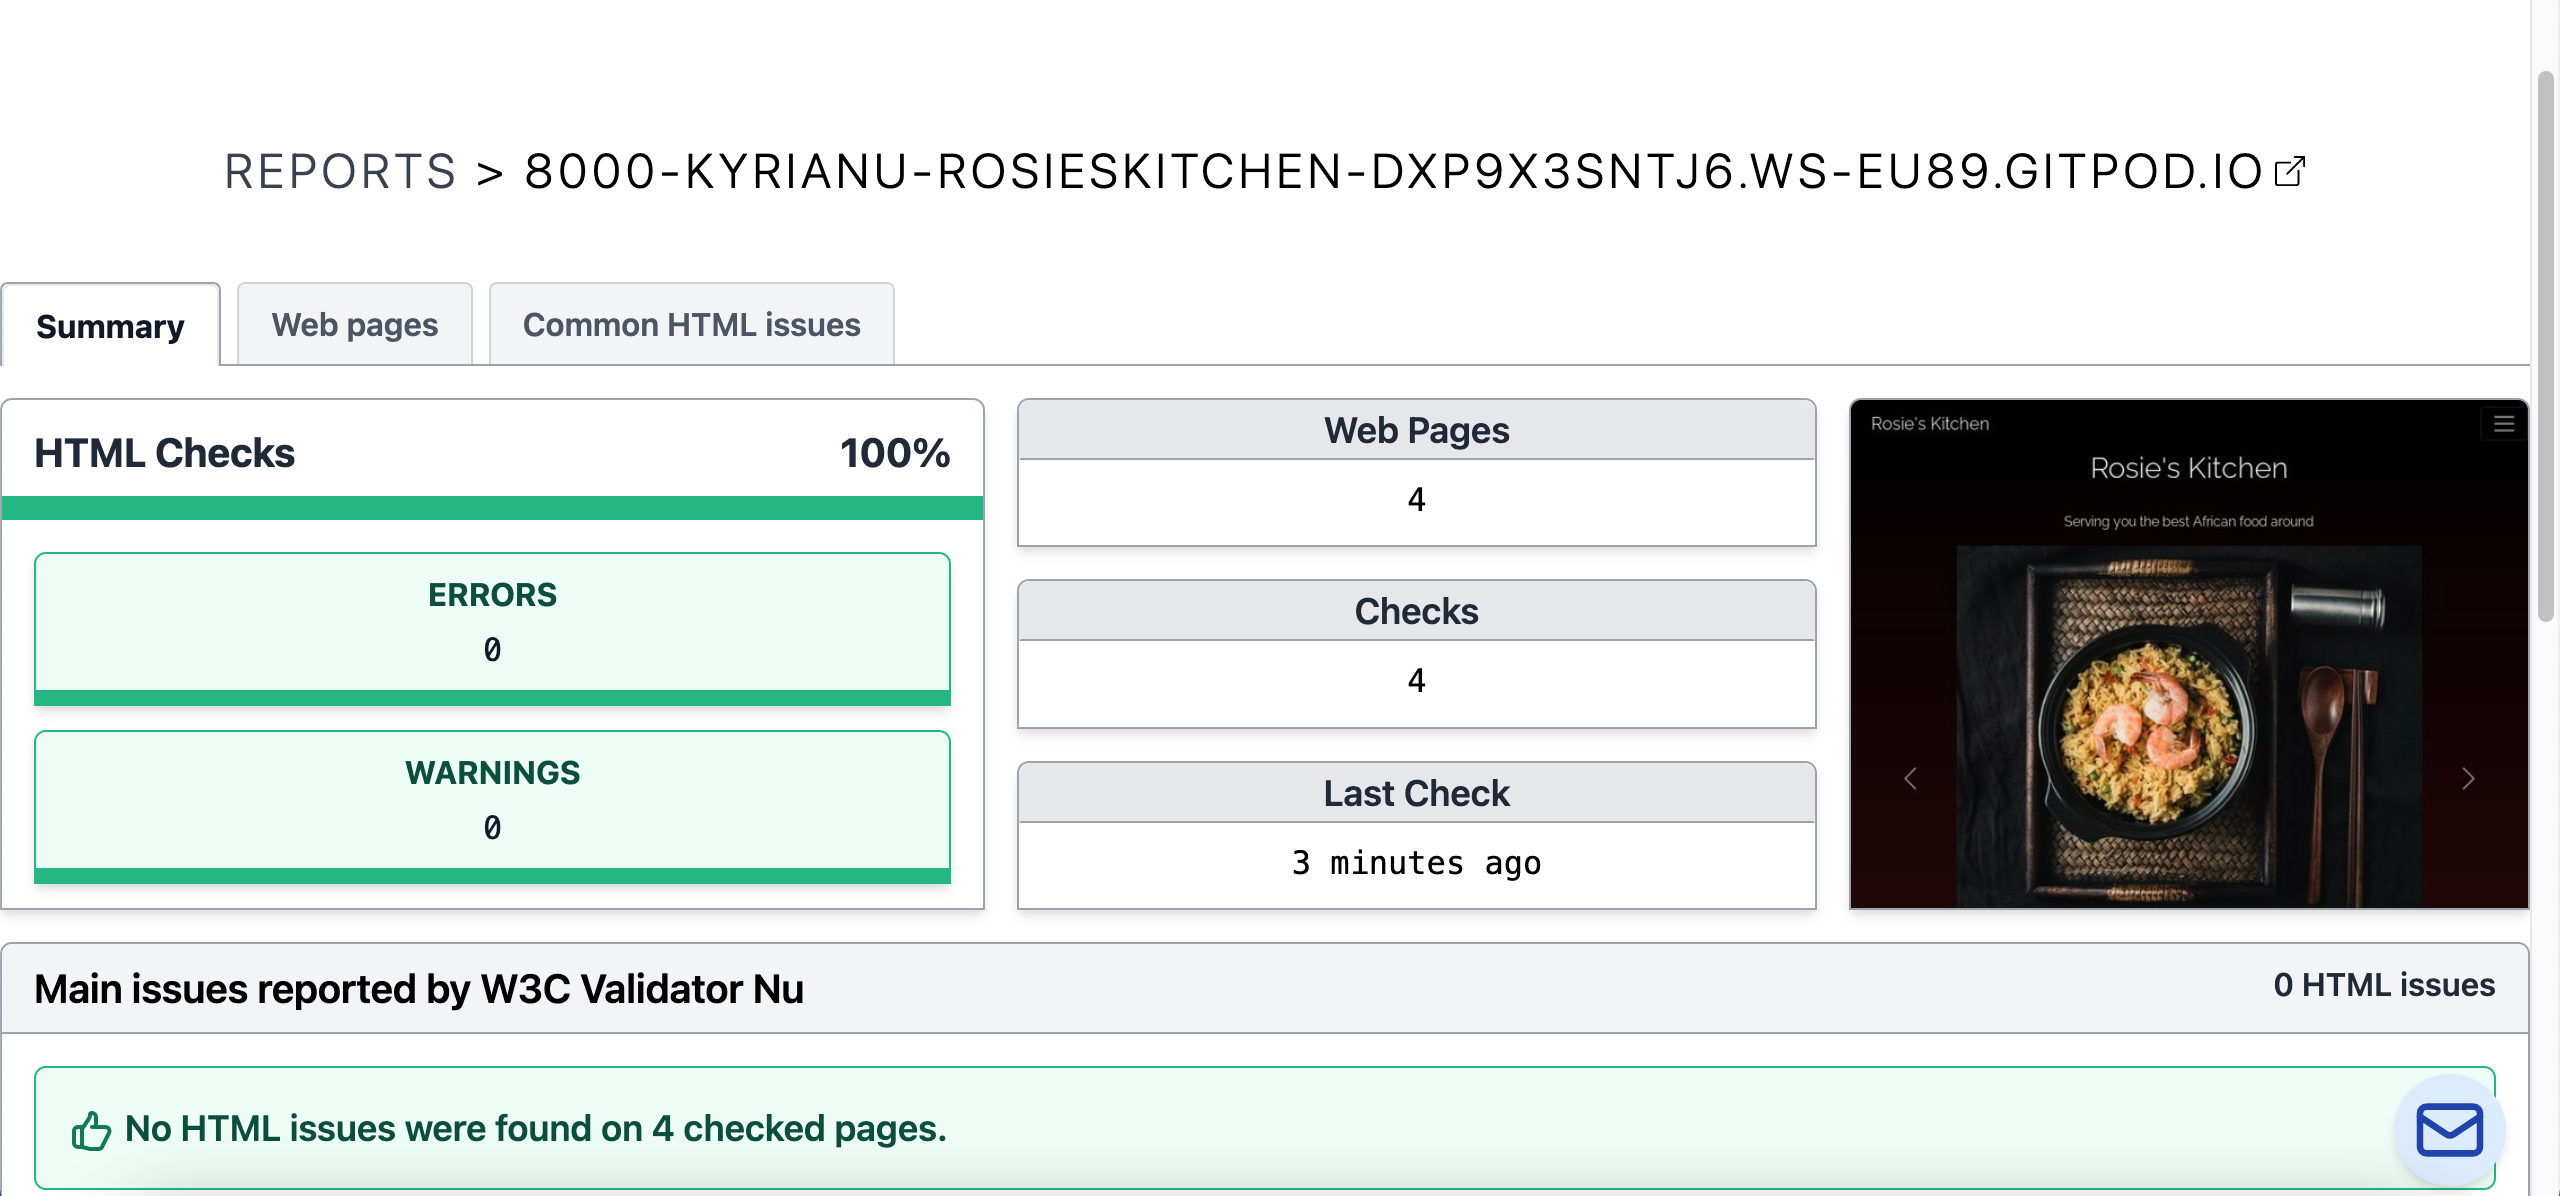 REPORTS > 8000-KYRIANU-ROSIESKITCHEN-DXP9X3SNTJ6.WS-EU89.GITPOD.IO
Summary
Web pages
Common HTML issues
HTML Checks
100%
ERRORS
0
WARNINGS
0
Web Pages
4
Checks
4
Last Check
3 minutes ago
Rosie's Kitchen
Rosie's Kitchen
Serving you the best African food around
Main issues reported by W3C Validator Nu
0 HTML issues
No HTML issues were found on 4 checked pages.